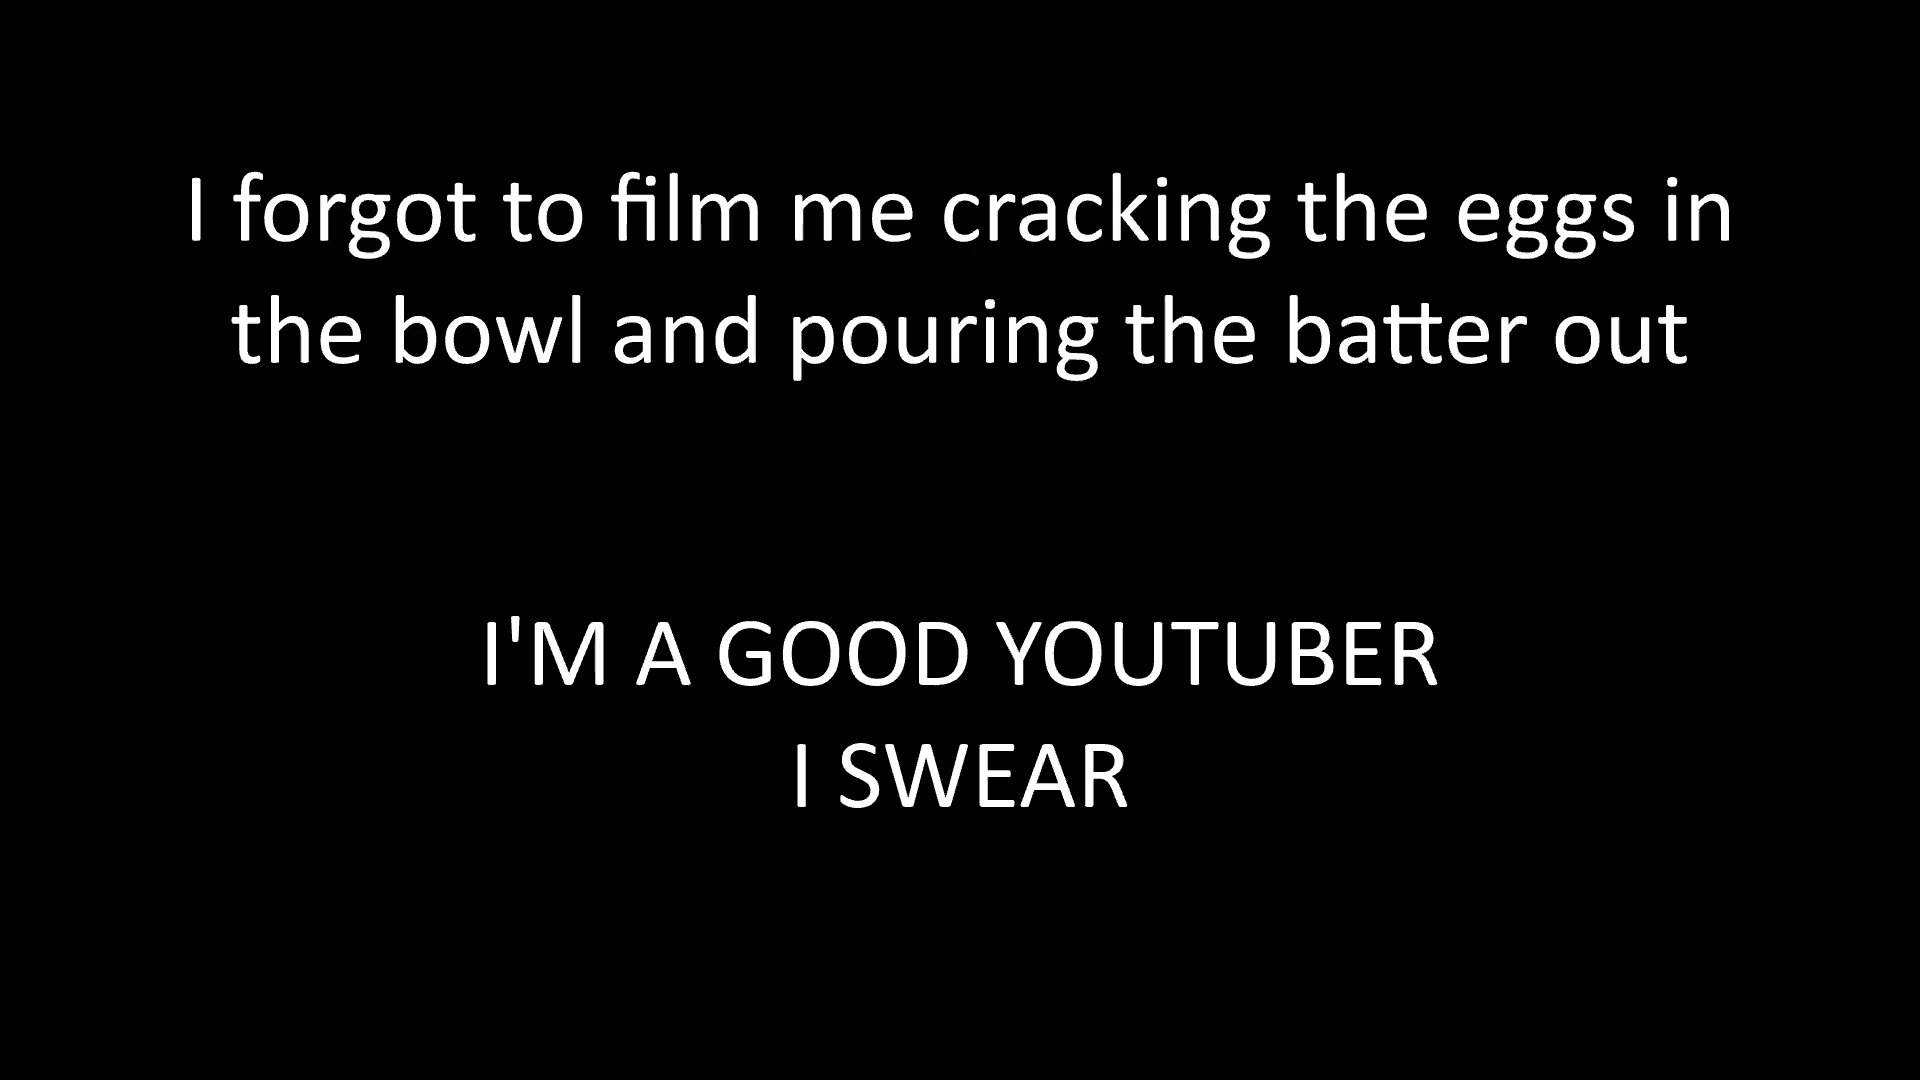 I forgot to film me cracking the eggs in
the bowl and pouring the batter out
I'M A GOOD YOUTUBER
I SWEAR